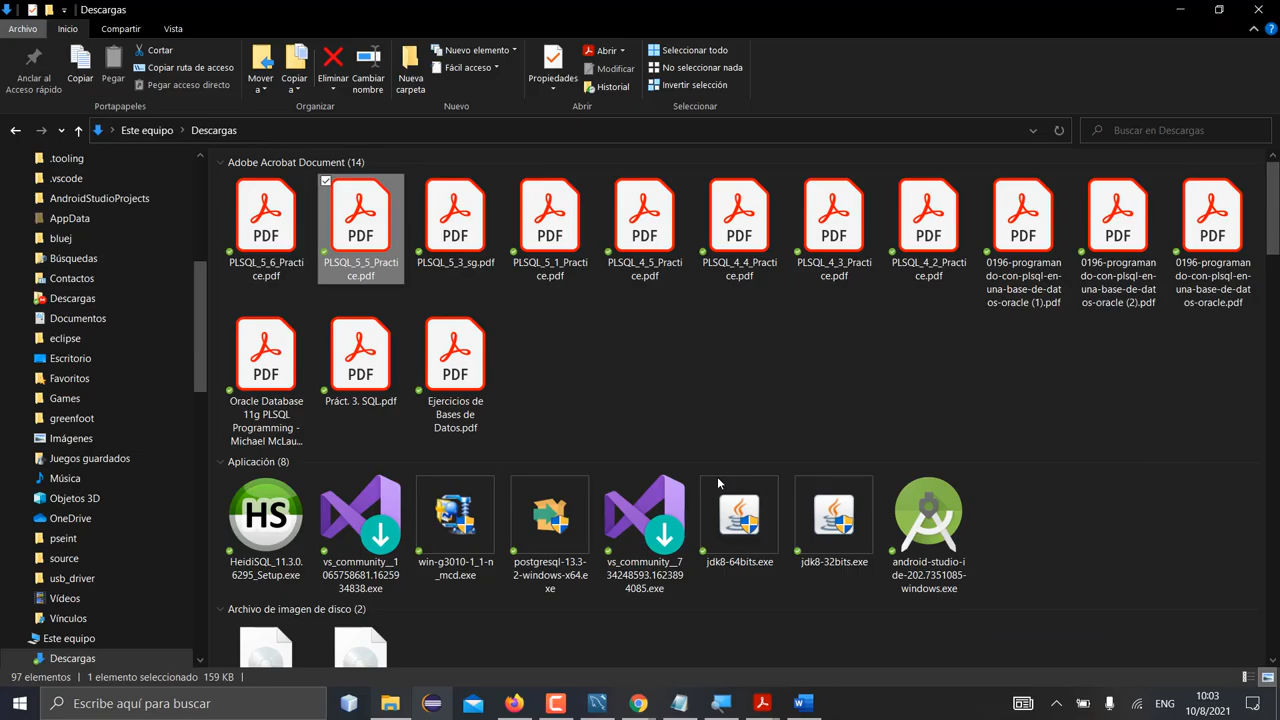 Descargas
Archivo Inicio Compartir Vista
Anclar al
Acceso rápido
Copiar
Pegar
Cortar
Copiar ruta de acceso
Pegar acceso directo
Portapapeles
Mover
a
Copiar
a
Eliminar
Cambiar
nombre
Organizar
Nueva
carpeta
Nuevo elemento
Fácil acceso
Nuevo
Propiedades
Abrir
Modificar
Historial
Abrir
Seleccionar todo
No seleccionar nada
Invertir selección
Seleccionar
Este equipo
Descargas
Buscar en Descargas
.tooling
.vscode
AndroidStudioProjects
AppData
bluej
Búsquedas
Contactos
Descargas
Documentos
eclipse
Escritorio
Favoritos
Games
greenfoot
Imágenes
Juegos guardados
Música
Objetos 3D
OneDrive
pseint
source
usb_driver
Vídeos
Vínculos
Este equipo
Descargas
Adobe Acrobat Document (14)
PDF
PLSQL_5_6_Practi
ce.pdf
PDF
PLSQL_5_5_Practi
ce.pdf
PDF
PLSQL_5_3_sg.pdf
PDF
PLSQL_5_1_Practi
ce.pdf
PDF
PLSQL_4_5_Practi
ce.pdf
PDF
PLSQL_4_4_Practi
ce.pdf
PDF
PLSQL_4_3_Practi
ce.pdf
PDF
PLSQL_4_2_Practi
ce.pdf
PDF
0196-programa
ndo-con-plsql-en-
una-base-de-dat
os-oracle (1).pdf
PDF
0196-programa
ndo-con-plsql-en-
una-base-de-dat
os-oracle (2).pdf
PDF
0196-programa
ndo-con-plsql-en-
una-base-de-dat
os-oracle.pdf
PDF
Oracle Database
11g PLSQL
Programming -
Michael McLau...
PDF
Práct. 3. SQL.pdf
PDF
Ejercicios de
Bases de
Datos.pdf
Aplicación (8)
HS
HeidiSQL_11.3.0.
6295_Setup.exe
vs_community__1
065758681.16259
34838.exe
win-g3010-1_1-n
_mcd.exe
postgresql-13.3-
2-windows-x64.e
xe
vs_community__7
734248593.162389
4085.exe
jdk8-64bits.exe
jdk8-32bits.exe
android-studio-i
de-202.7351085-
windows.exe
Archivo de imagen de disco (2)
97 elementos
1 elemento seleccionado 159 KB
Escribe aquí para buscar
ENG
10:03
10/8/2021